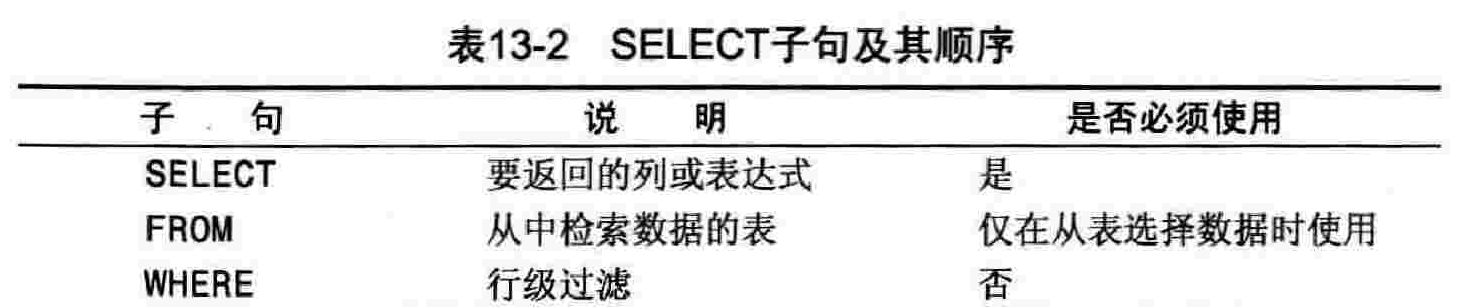 表13-2 SELECT子句及其顺序
子 句 说 明 是否必须使用
SELECT 要返回的列或表达式 是
FROM 从中检索数据的表 仅在从表选择数据时使用
WHERE 行级过滤 否